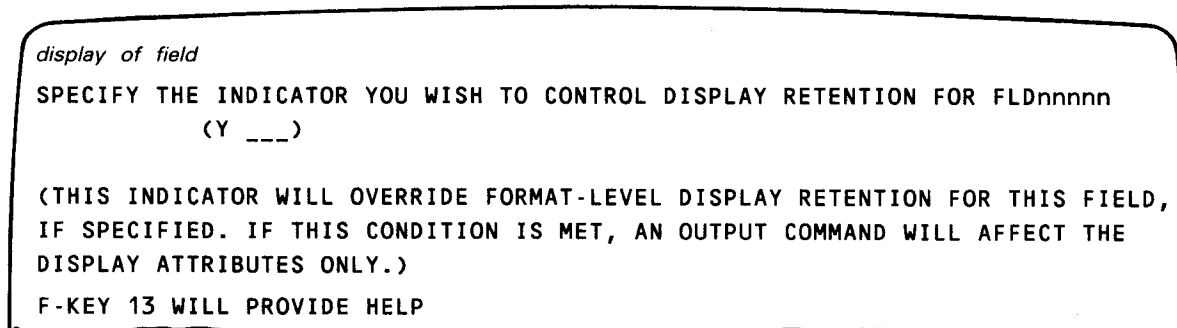 display of field
SPECIFY THE INDICATOR YOU WISH TO CONTROL DISPLAY RETENTION FOR FLDnnnnn
(Y ___)
(THIS INDICATOR WILL OVERRIDE FORMAT-LEVEL DISPLAY RETENTION FOR THIS FIELD,
IF SPECIFIED. IF THIS CONDITION IS MET, AN OUTPUT COMMAND WILL AFFECT THE
DISPLAY ATTRIBUTES ONLY.)
F-KEY 13 WILL PROVIDE HELP